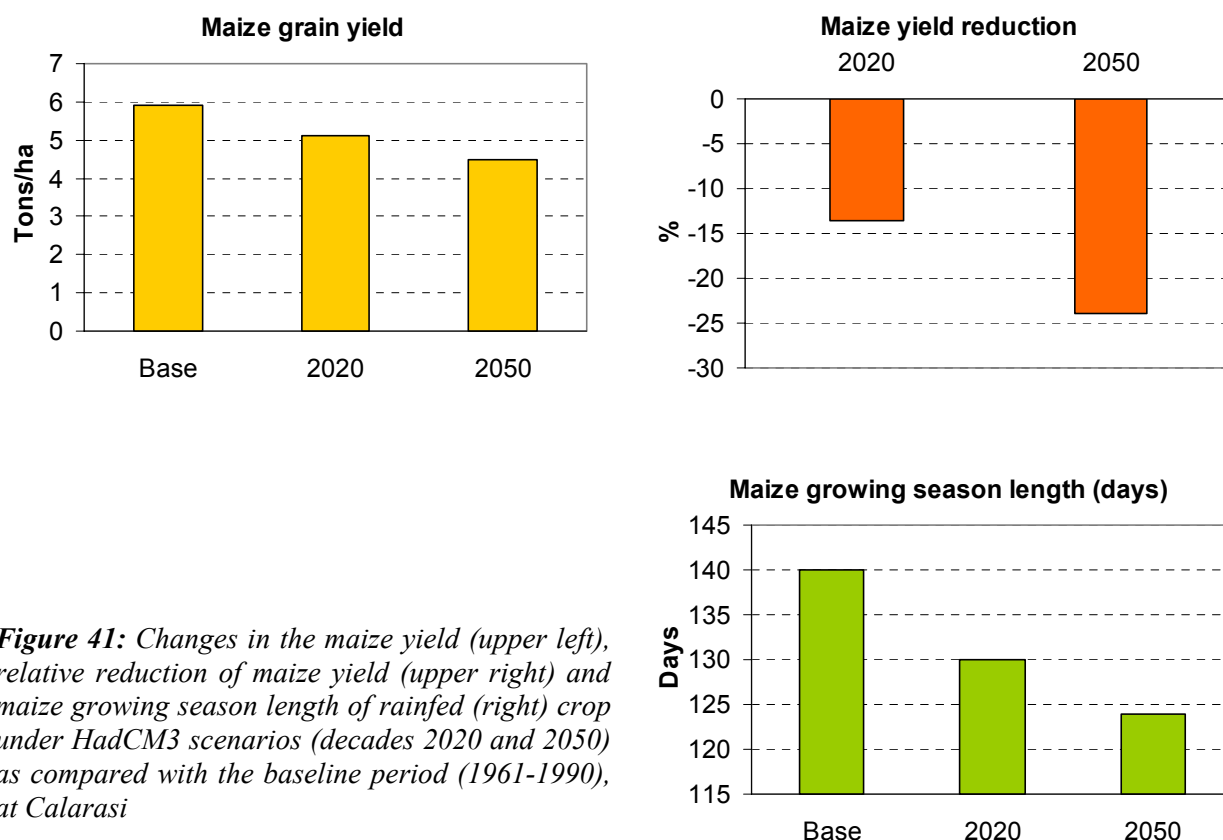 Maize grain yield
7
6
5
4
3
2
1
0
Tons/ha
Base 2020 2050
Maize yield reduction
2020 2050
0
-5
-10
-15
-20
-25
-30
%
Maize growing season length (days)
145
140
135
130
125
120
115
Days
Base 2020 2050
Figure 41: Changes in the maize yield (upper left),
relative reduction of maize yield (upper right) and
maize growing season length of rainfed (right) crop
under HadCM3 scenarios (decades 2020 and 2050)
as compared with the baseline period (1961-1990),
at Calarasi